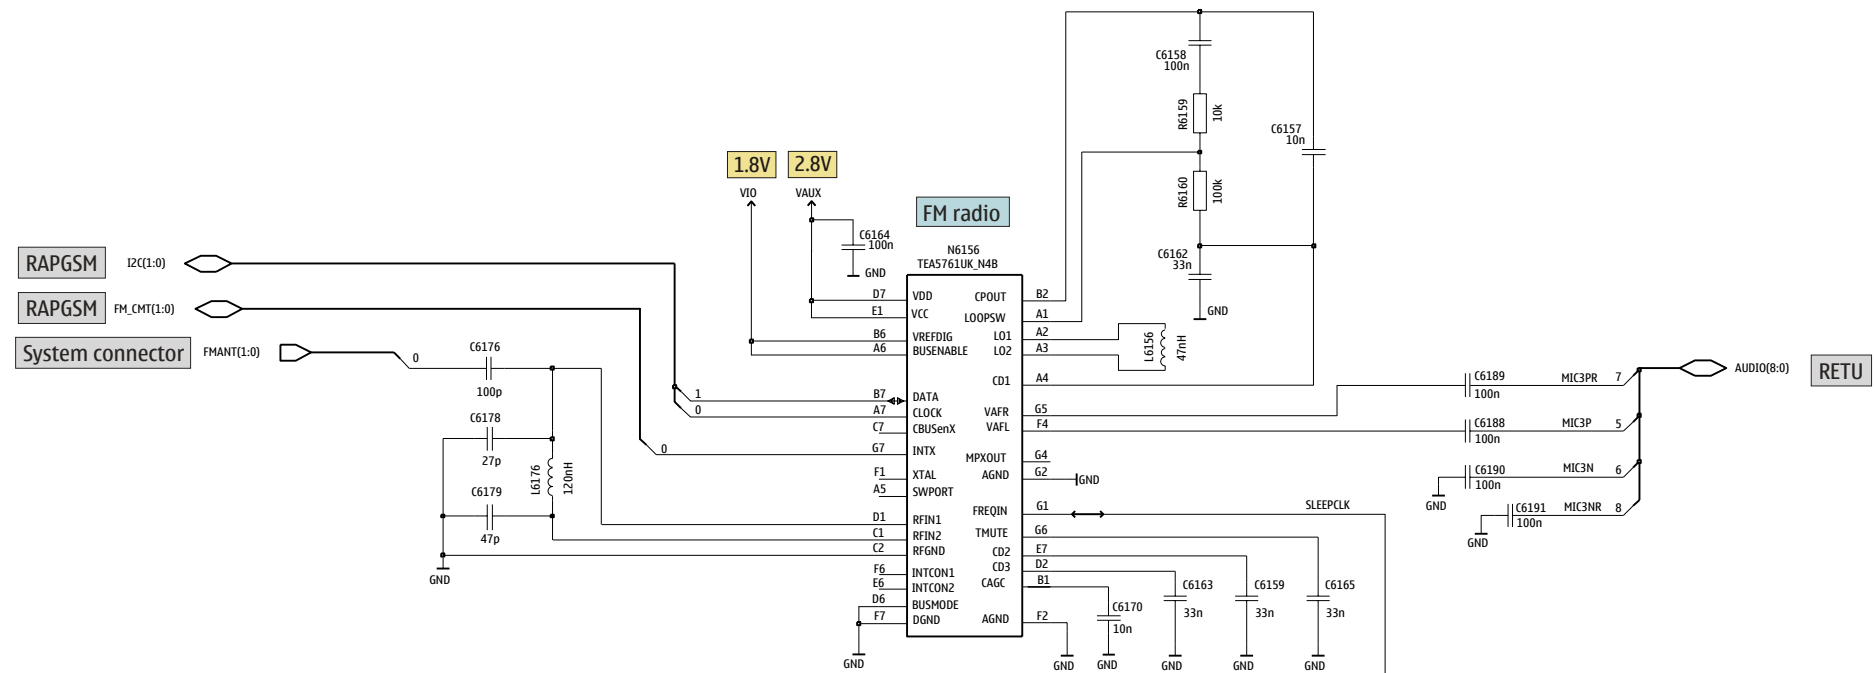 C6158
100n
R6159
10k
C6157
10n
R6160
100k
C6162
33n
GND
1.8V
2.8V
VIO
VAUX
FM radio
C6164
100n
GND
N6156
TEA5761UK_N4B
RAPGSM
I2C(1:0)
RAPGSM
FM_CMT(1:0)
System connector
FMANT(1:0)
0
C6176
100p
C6178
27p
L6176
120nH
C6179
47p
GND
1
0
0
D7 VDD
E1 VCC
B6 VREFDIG
A6 BUSENABLE
B7 DATA
A7 CLOCK
C7 CBUSenX
G7 INTX
F1 XTAL
A5 SWPORT
D1 RFIN1
C1 RFIN2
C2 RFGND
F6 INTCON1
E6 INTCON2
D6 BUSMODE
F7 DGND
GND
CPOUT B2
LOOPSW A1
LO1 A2
LO2 A3
CD1 A4
VAFR G5
VAFL F4
MPXOUT G4
AGND G2
GND
FREQIN G1
TMUTE G6
CD2 E7
CD3 D2
CAGC B1
AGND F2
L6156
47nH
SLEEPCLK
C6170
10n
C6163
33n
C6159
33n
C6165
33n
GND
GND
GND
GND
GND
C6189
100n
MIC3PR 7
C6188
100n
MIC3P 5
C6190
100n
MIC3N 6
GND
C6191
100n
MIC3NR 8
GND
AUDIO(8:0)
RETU